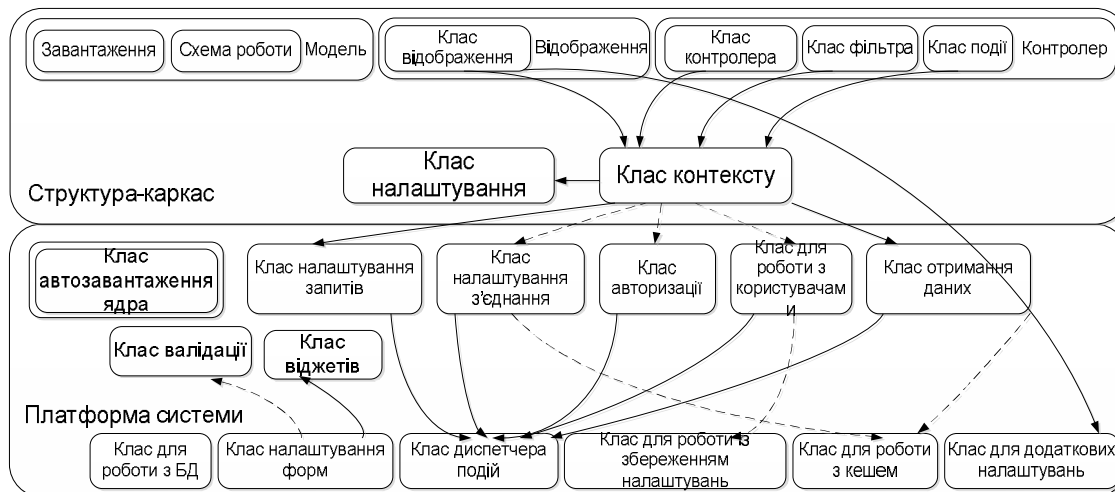 Завантаження
Схема роботи
Модель
Клас
відображення
Відображення
Клас
контролера
Клас фільтра
Клас події
Контролер
Клас
налаштування
Клас контексту
Структура-каркас
Клас
автозавантаження
ядра
Клас налаштування
запитів
Клас
налаштування
з'єднання
Клас
авторизації
Клас для
роботи з
користувачам
и
Клас отримання
даних
Клас валідації
Клас
віджетів
Платформа системи
Клас для
роботи з БД
Клас налаштування
форм
Клас диспетчера
подій
Клас для роботи із
збереженням
налаштувань
Клас для роботи
з кешем
Клас для додаткових
налаштувань